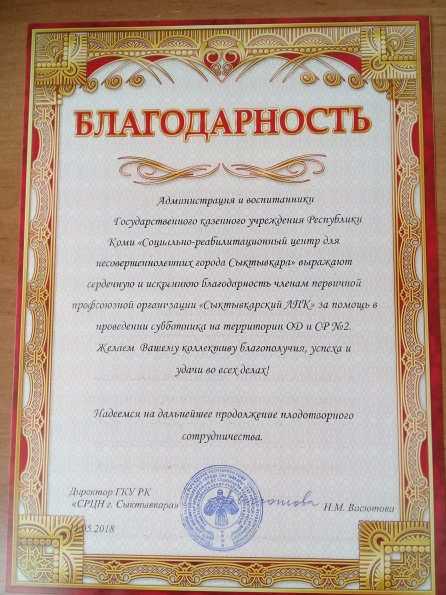 БЛАГОДАРНОСТЬ
Администрация и воспитанники
Государственного казенного учреждения Республики
Коми «Социально-реабилитационный центр для
несовершеннолетних города Сыктывкара» выражают
сердечную и искреннюю благодарность членам первичной
профсоюзной организации «Сыктывкарский ЛПК» за помощь в
проведении субботника на территории ОД и СР №2.
Желаем Вашему коллективу благополучия, успеха и
удачи во всех делах!
Надеемся на дальнейшее продолжение плодотворного
сотрудничества.
Директор ГКУ РК
«СРЦН г. Сыктывкара»
И.М. Васютова
.05.2018